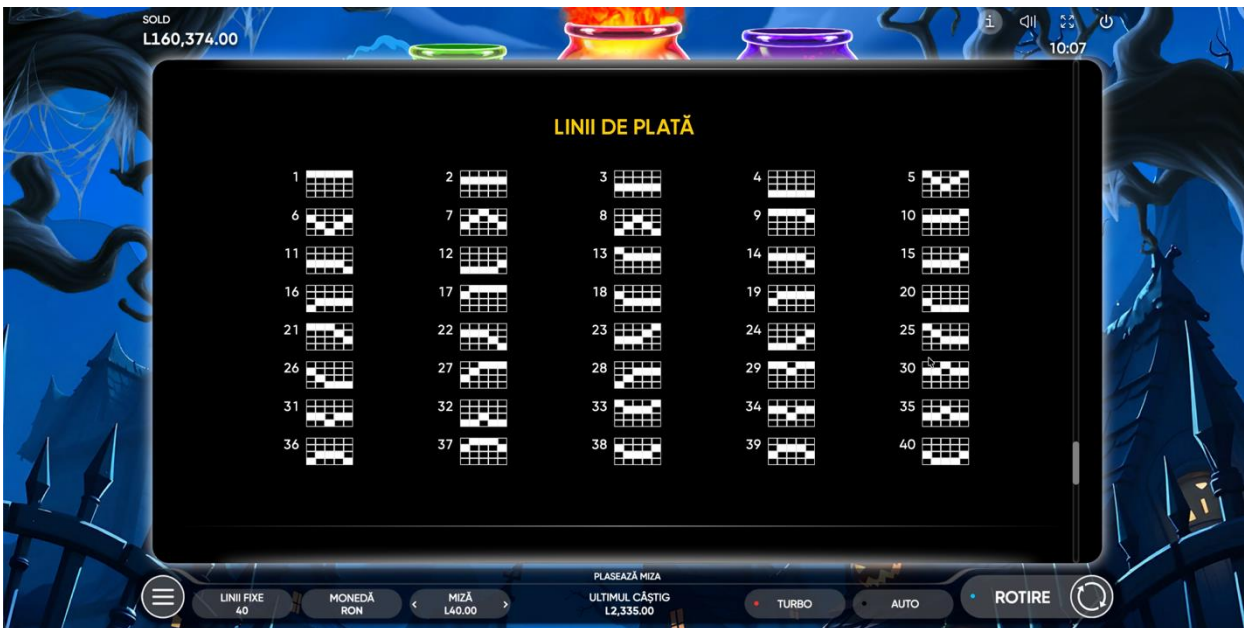 SOLD
L160,374.00
i
10:07
LINII DE PLATĂ
1 2 3 4 5
6 7 8 9 10
11 12 13 14 15
16 17 18 19 20
21 22 23 24 25
26 27 28 29 30
31 32 33 34 35
36 37 38 39 40
PLASEAZĂ MIZA
LINII FIXE
40
MONEDĂ
RON
MIZĂ
L40.00
ULTIMUL CÂȘTIG
L2,335.00
TURBO
AUTO
ROTIRE